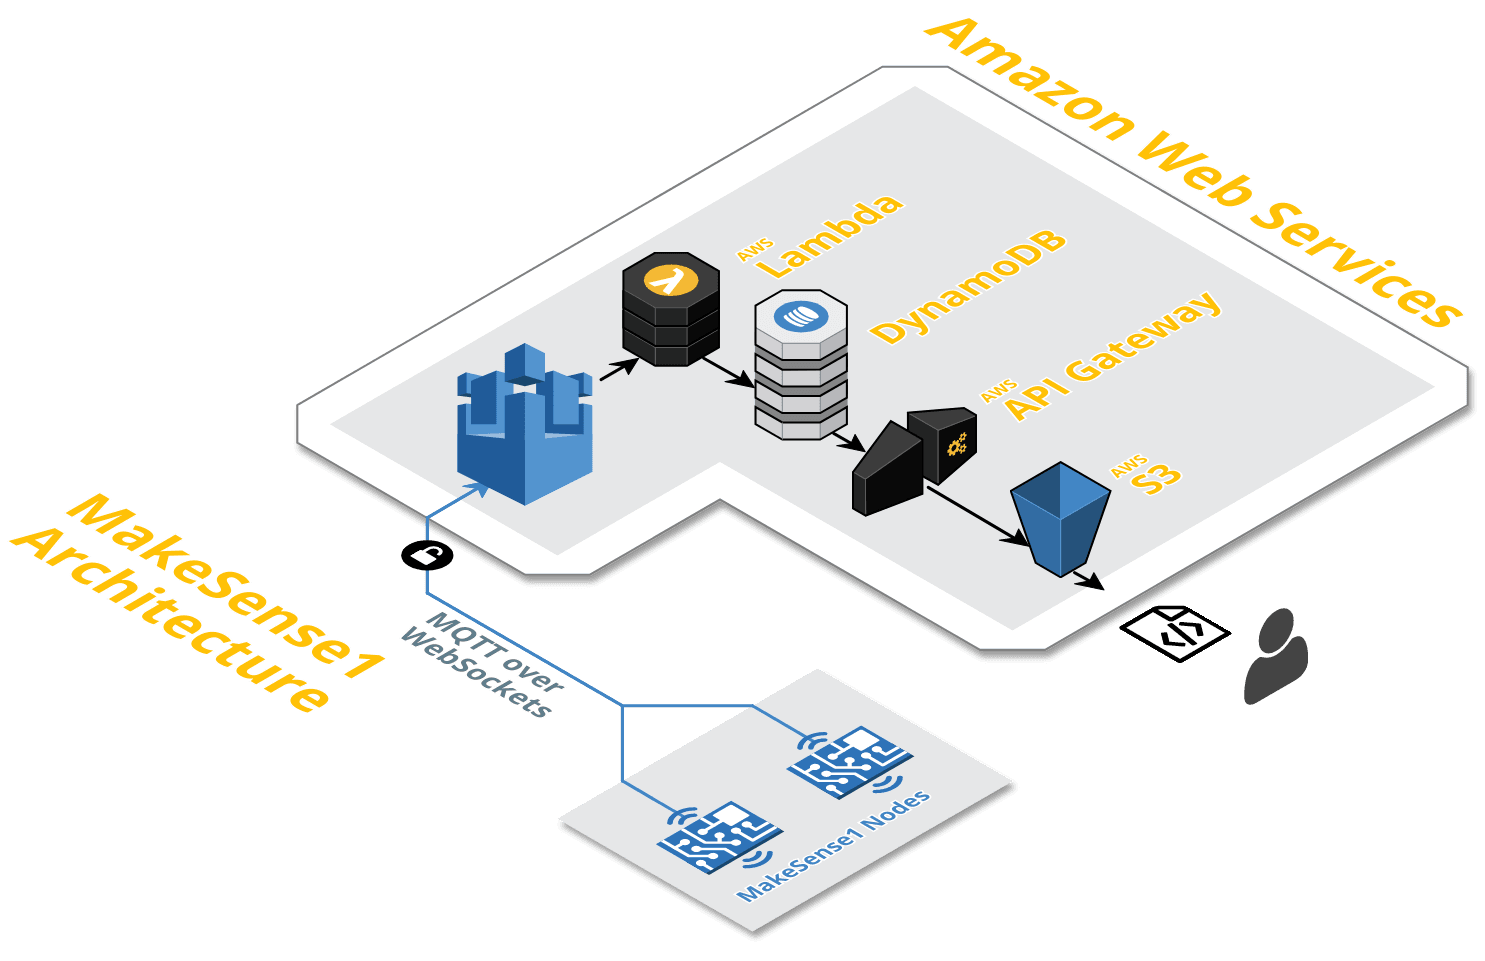 Amazon Web Services
AWS
Lambda
DynamoDB
AWS
API Gateway
AWS
S3
MakeSense1
Architecture
MQTT over
WebSockets
MakeSense1 Nodes